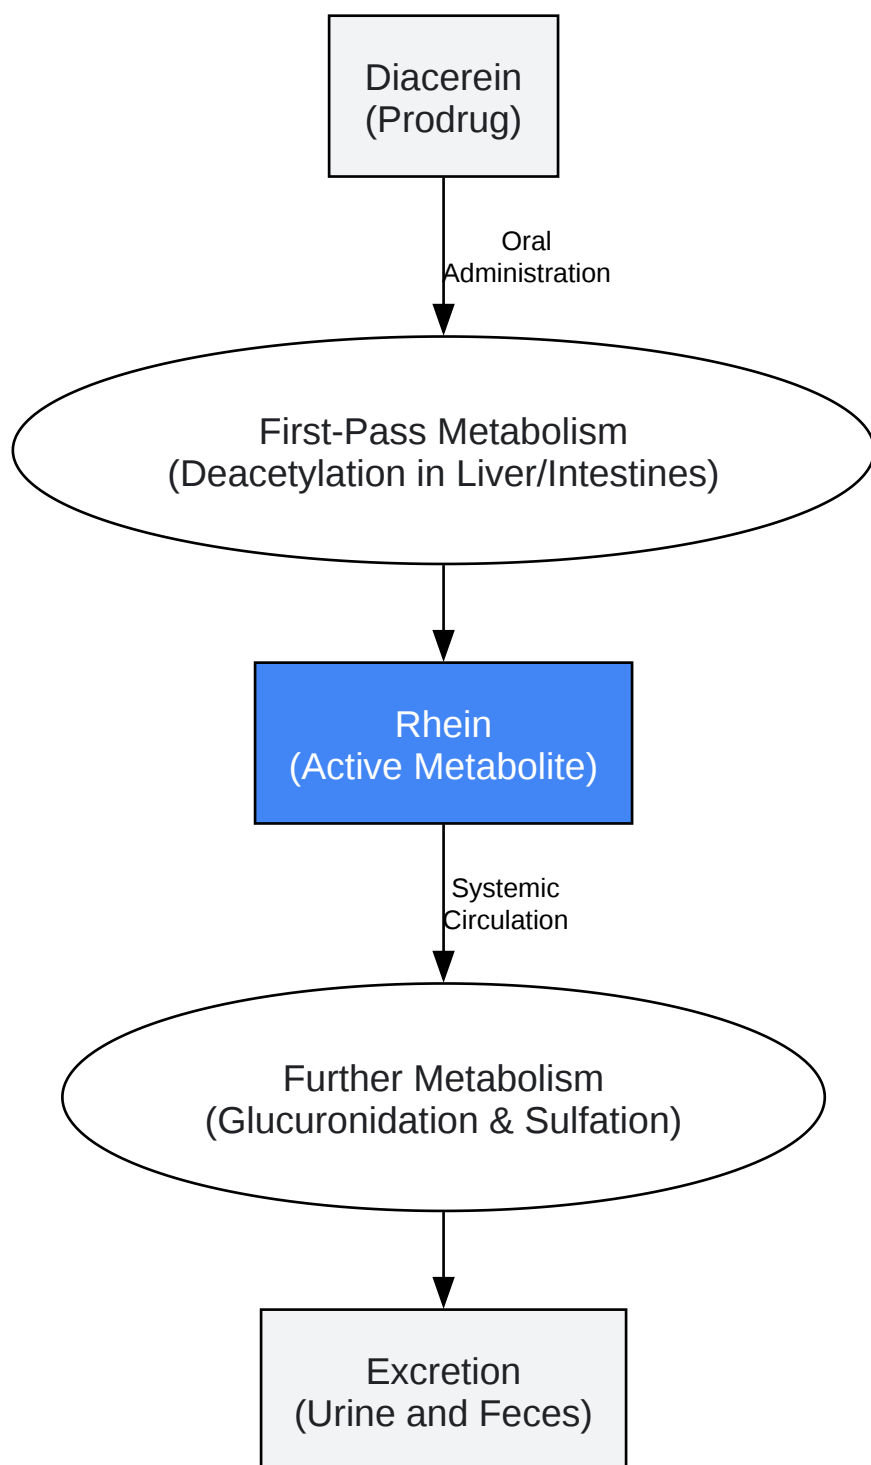 Diacerein
(Prodrug)
Oral
Administration
First-Pass Metabolism
(Deacetylation in Liver/Intestines)
Rhein
(Active Metabolite)
Systemic
Circulation
Further Metabolism
(Glucuronidation & Sulfation)
Excretion
(Urine and Feces)